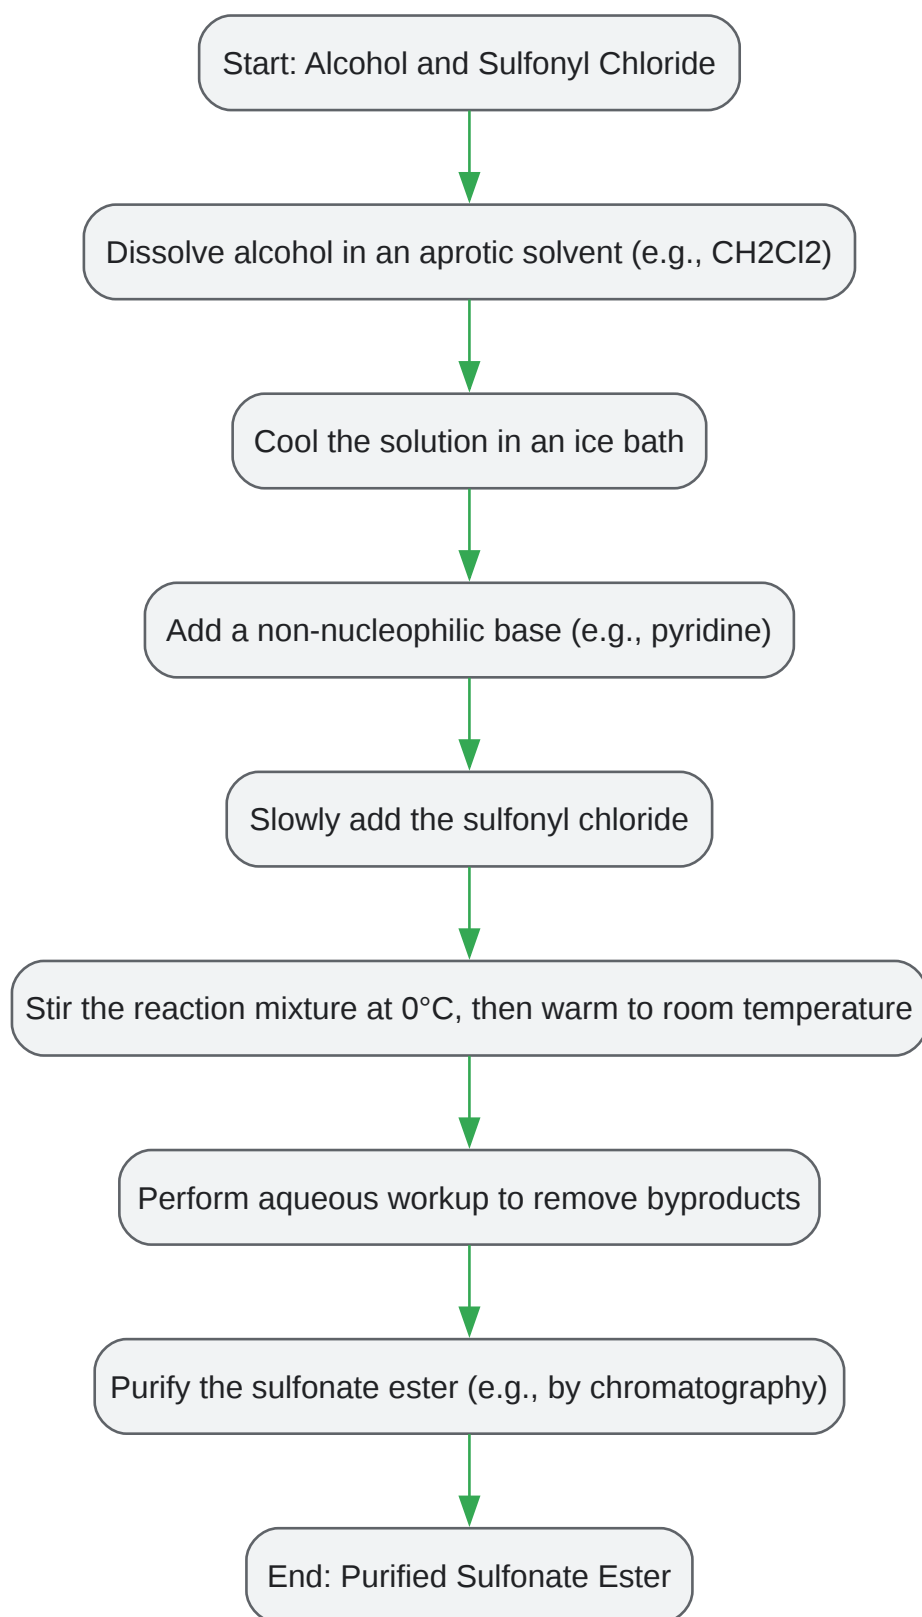 Start: Alcohol and Sulfonyl Chloride
Dissolve alcohol in an aprotic solvent (e.g., CH2Cl2)
Cool the solution in an ice bath
Add a non-nucleophilic base (e.g., pyridine)
Slowly add the sulfonyl chloride
Stir the reaction mixture at 0°C, then warm to room temperature
Perform aqueous workup to remove byproducts
Purify the sulfonate ester (e.g., by chromatography)
End: Purified Sulfonate Ester